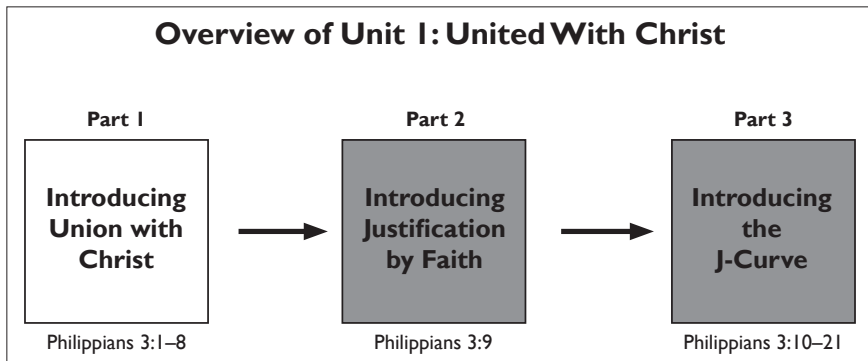 Overview of Unit 1: United With Christ
Part 1
Introducing
Union with
Christ
Philippians 3:1–8
Part 2
Introducing
Justification
by Faith
Philippians 3:9
Part 3
Introducing
the
J-Curve
Philippians 3:10–21